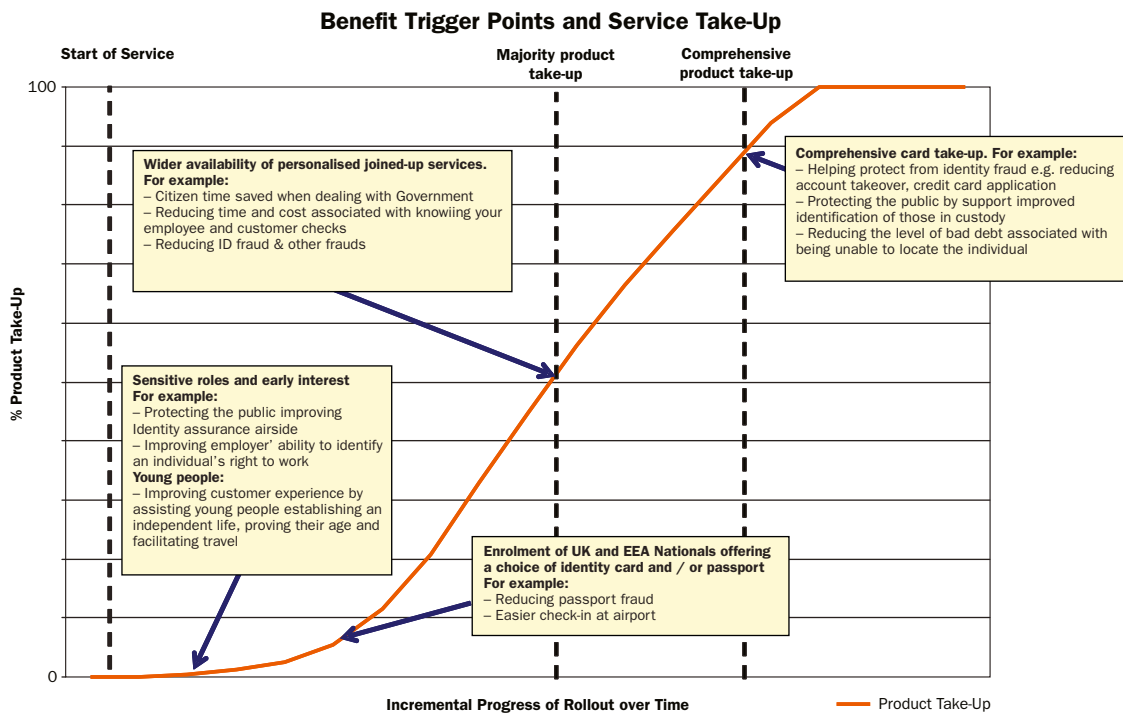 Benefit Trigger Points and Service Take-Up
Start of Service
Majority product
take-up
Comprehensive
product take-up
100
Wider availability of personalised joined-up services.
For example:
– Citizen time saved when dealing with Government
– Reducing time and cost associated with knowiing your
employee and customer checks
– Reducing ID fraud & other frauds
Comprehensive card take-up. For example:
– Helping protect from identity fraud e.g. reducing
account takeover, credit card application
– Protecting the public by support improved
identification of those in custody
– Reducing the level of bad debt associated with
being unable to locate the individual
% Product Take-Up
Sensitive roles and early interest
For example:
– Protecting the public improving
Identity assurance airside
– Improving employer’ ability to identify
an individual’s right to work
Young people:
– Improving customer experience by
assisting young people establishing an
independent life, proving their age and
facilitating travel
Enrolment of UK and EEA Nationals offering
a choice of identity card and / or passport
For example:
– Reducing passport fraud
– Easier check-in at airport
0
Incremental Progress of Rollout over Time
Product Take-Up